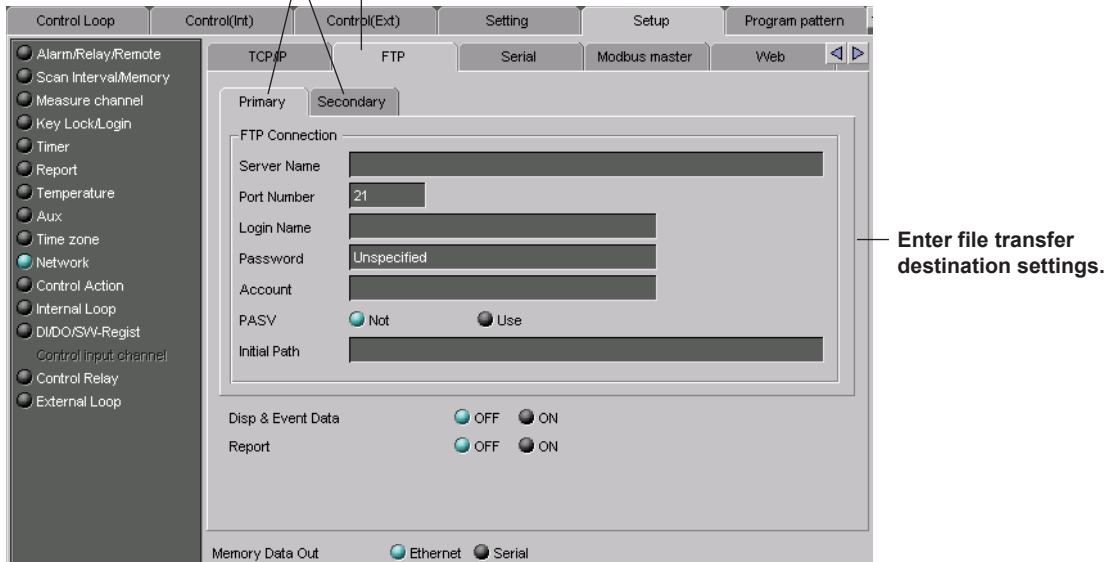 Control Loop Control(Int) Control(Ext) Setting Setup Program pattern
TCP/IP FTP Serial Modbus master Web
Alarm/Relay/Remote
Scan Interval/Memory
Measure channel
Key Lock/Login
Timer
Report
Temperature
Aux
Time zone
Network
Control Action
Internal Loop
DI/DO/SW-Regist
Control input channel
Control Relay
External Loop
Primary Secondary
FTP Connection
Server Name
Port Number 21
Login Name
Password Unspecified
Account
PASV Not Use
Initial Path
Disp & Event Data OFF ON
Report OFF ON
Memory Data Out Ethernet Serial
Enter file transfer
destination settings.